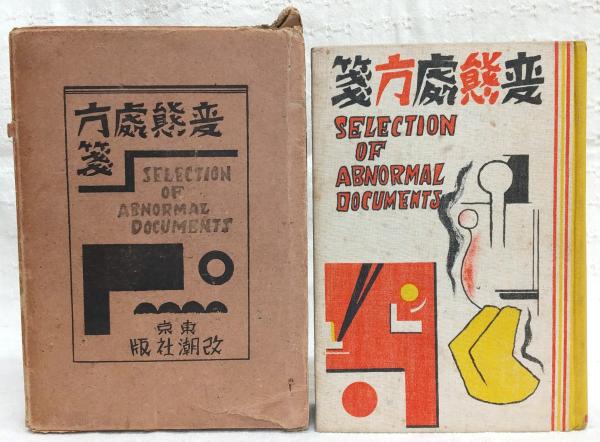 変態處方
箋
SELECTION
OF
ABNORMAL
DOCUMENTS
東京
改潮社版
変態處方箋
SELECTION
OF
ABNORMAL
DOCUMENTS